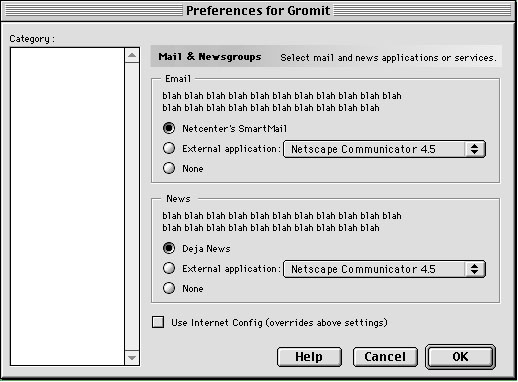 Preferences for Gromit
Category:
Mail & Newsgroups Select mail and news applications or services.
Email
blah blah blah blah blah blah blah blah blah blah blah
blah blah blah blah blah blah blah blah blah blah
Netcenter's SmartMail
External application: Netscape Communicator 4.5
None
News
blah blah blah blah blah blah blah blah blah blah blah
blah blah blah blah blah blah blah blah blah blah
Deja News
External application: Netscape Communicator 4.5
None
Use Internet Config (overrides above settings)
Help Cancel OK